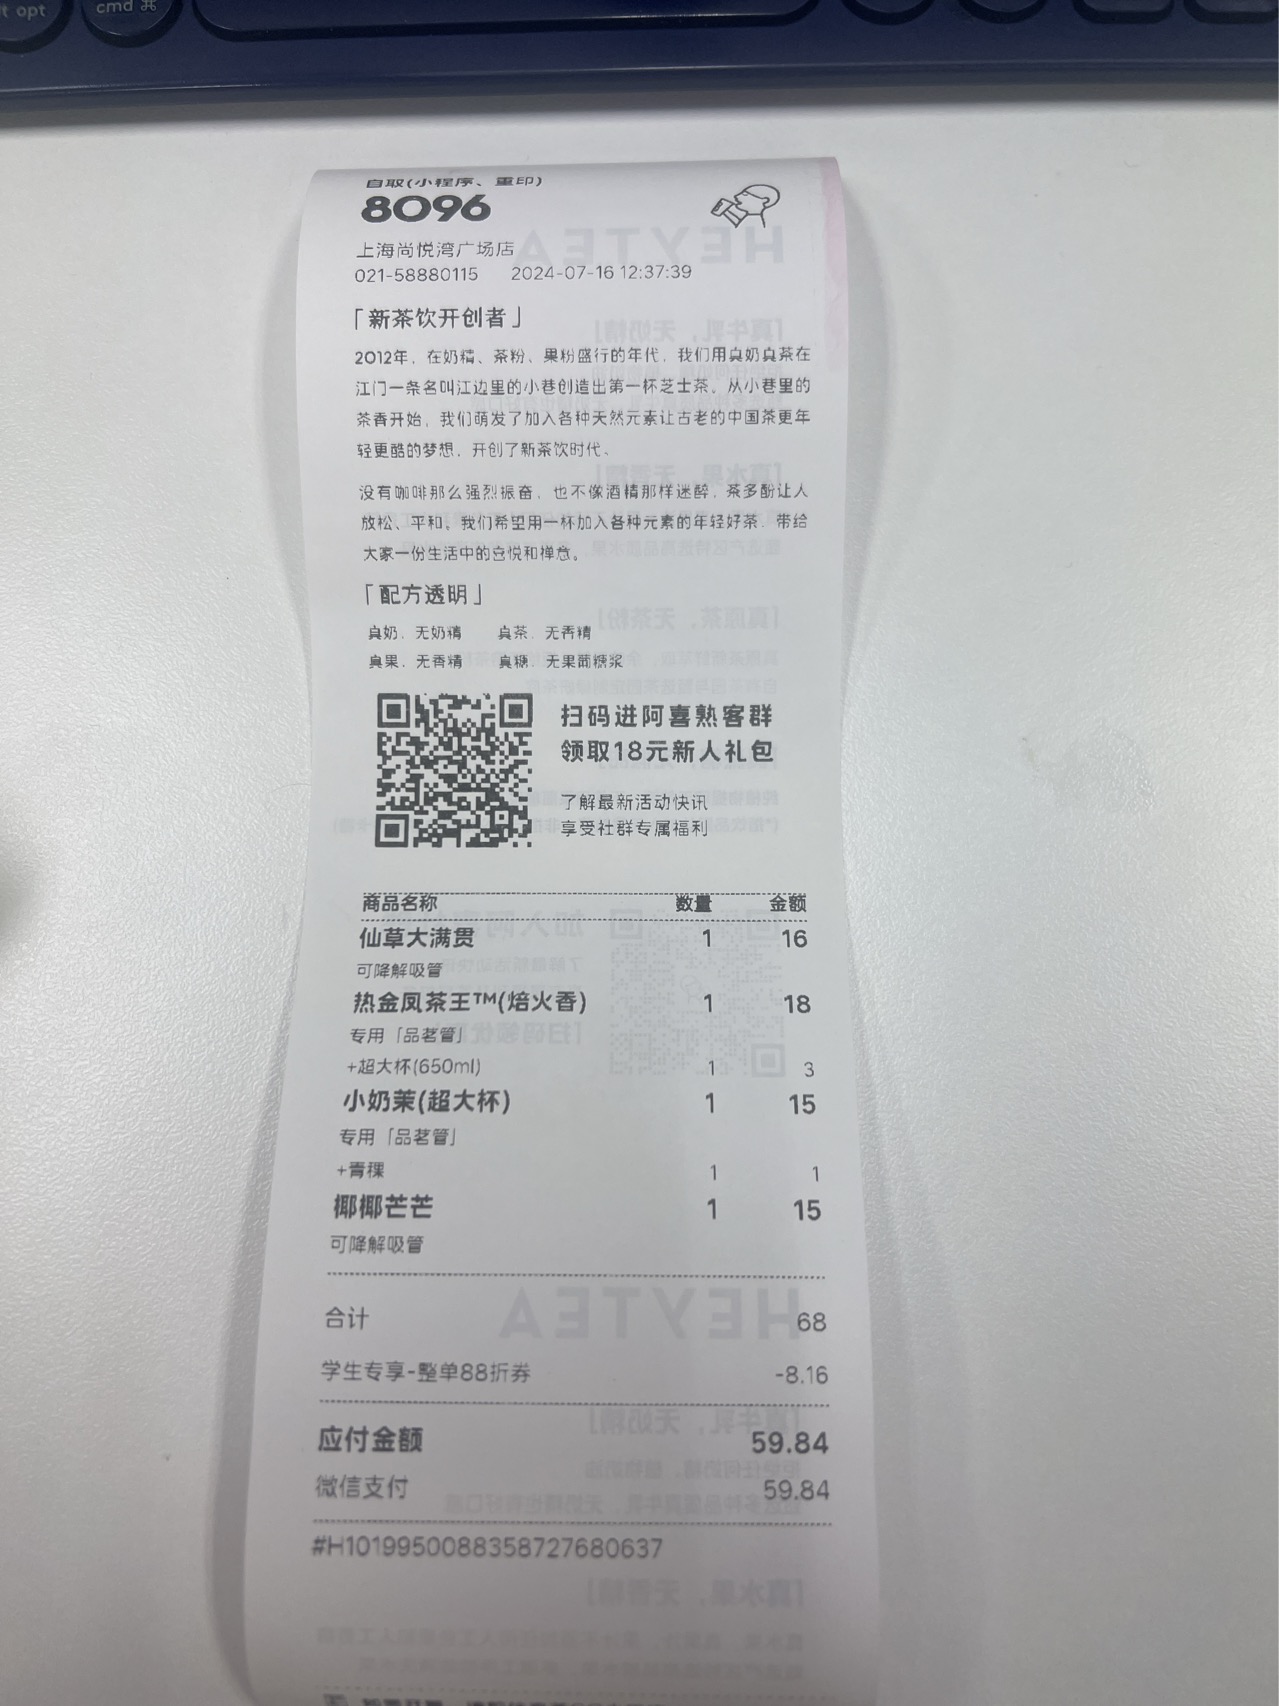 opt
cmd ⌘
自取(小程序、重印)
8096
上海尚悦湾广场店
021-58880115 2024-07-16 12:37:39
「新茶饮开创者」
2012年，在奶精、茶粉、果粉盛行的年代，我们用真奶真茶在
江门一条名叫江边里的小巷创造出第一杯芝士茶。从小巷里的
茶香开始，我们萌发了加入各种天然元素让古老的中国茶更年
轻更酷的梦想，开创了新茶饮时代、
没有咖啡那么强烈振奋，也不像酒精那样迷醉，茶多酚让人
放松、平和。我们希望用一杯加入各种元素的年轻好茶，带给
大家一份生活中的喜悦和禅意。
「配方透明」
真奶，无奶精 真茶，无香精
真果，无香精 真糖，无果葡糖浆
扫码进阿喜熟客群
领取18元新人礼包
了解最新活动快讯
享受社群专属福利
商品名称 数量 金额
仙草大满贯 1 16
可降解吸管
热金凤茶王™(焙火香) 1 18
专用「品茗管」
+超大杯(650ml) 1 3
小奶茉(超大杯) 1 15
专用「品茗管」
+青稞 1 1
椰椰芒芒 1 15
可降解吸管
合计 68
学生专享-整单88折券 -8.16
应付金额 59.84
微信支付 59.84
#H1019950088358727680637